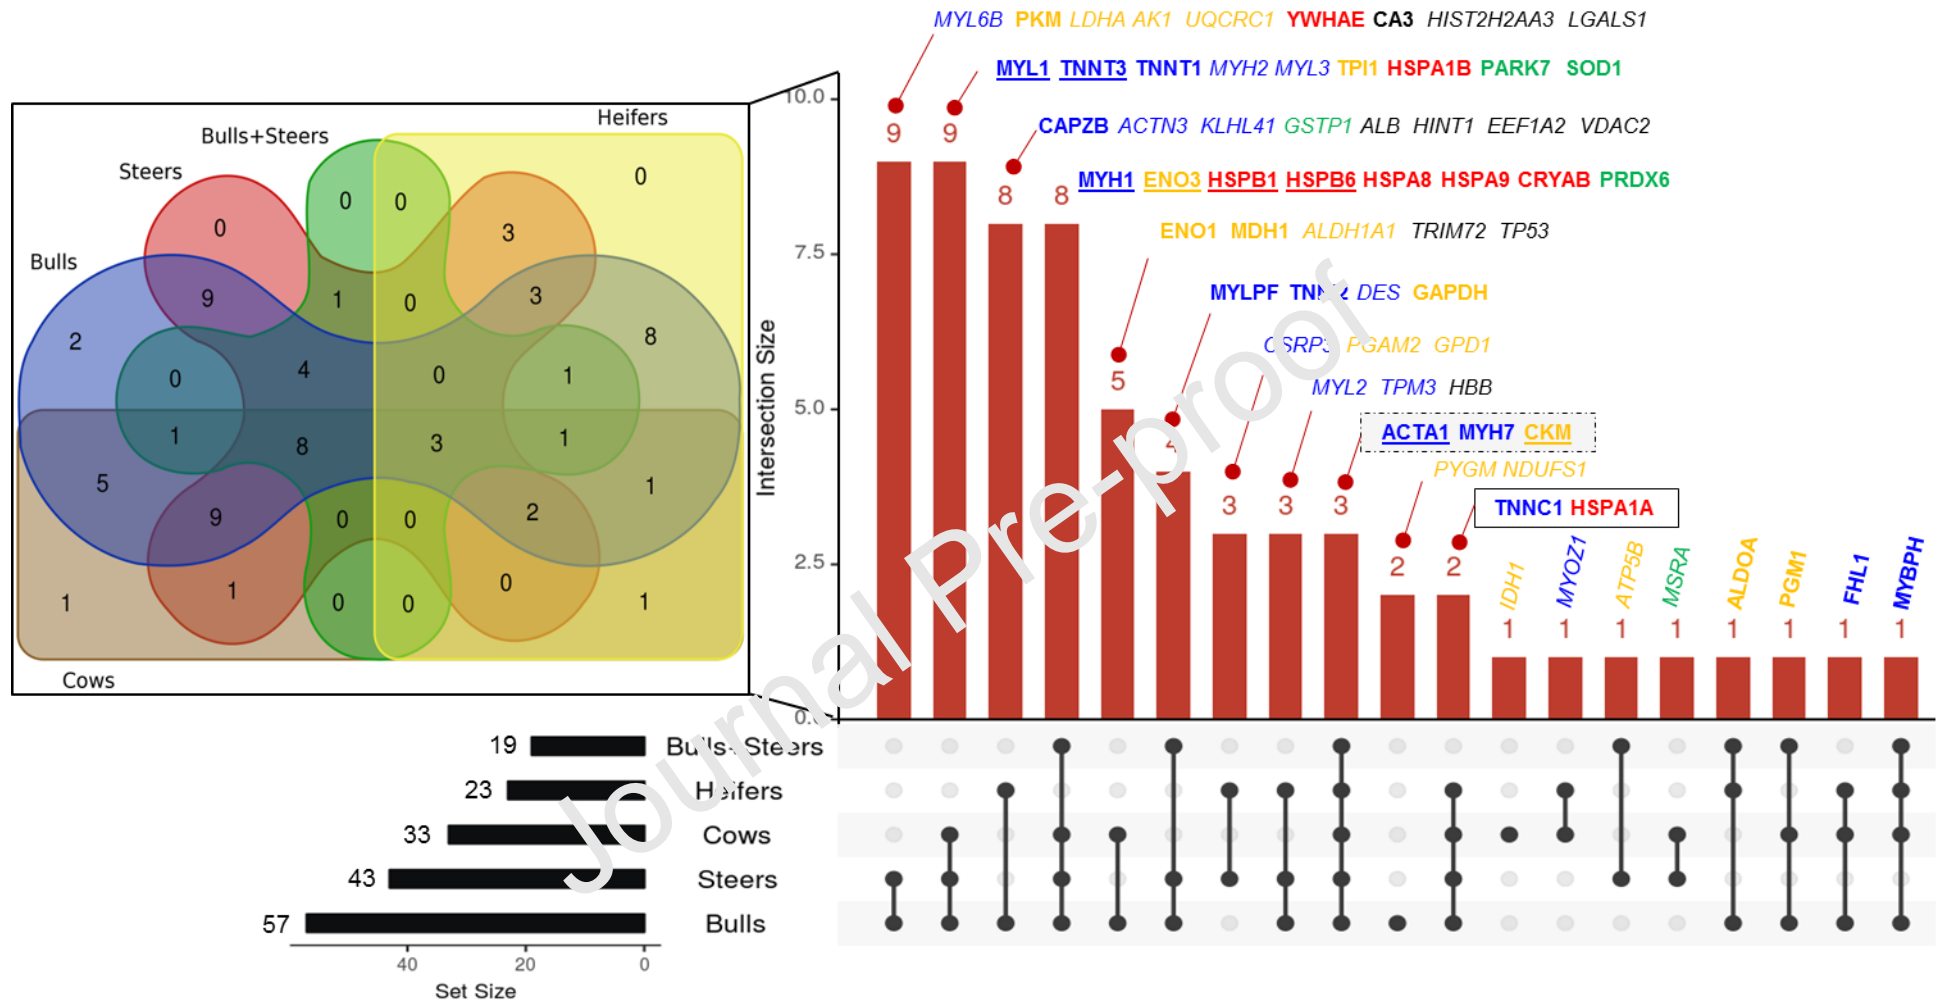 MYL6B PKM LDHA AK1 UQCRC1 YWHAE CA3 HIST2H2AA3 LGALS1
MYL1 TNNT3 TNNT1 MYH2 MYL3 TPI1 HSPA1B PARK7 SOD1
CAPZB ACTN3 KLHL41 GSTP1 ALB HINT1 EEF1A2 VDAC2
MYH1 ENO3 HSPB1 HSPB6 HSPA8 HSPA9 CRYAB PRDX6
ENO1 MDH1 ALDH1A1 TRIM72 TP53
MYLPF DES GAPDH
CSRP3 PGAM2 GPD1
MYL2 TPM3 HBB
ACTA1 MYH7 CKM
PYGM NDUFS1
TNNC1 HSPA1A
IDH1
MYOZ1
ATP5B
MSRA
ALDOA
PGM1
FHL1
MYBPH
Heifers
Bulls+Steers
Steers
Bulls
Cows
0 0 0
0 3
9 1 0 3
2 8
0 4 0 1
1 8 3 1
5 1
9 0 0 2
1 1 0 0 0 1
Intersection Size
10.0
7.5
5.0
2.5
0.0
9 9 8 8 5 4 3 3 3 2 2 1 1 1 1 1 1 1 1
19 Bulls+Steers
23 Heifers
33 Cows
43 Steers
57 Bulls
40 20 0
Set Size
Journal Pre-proof